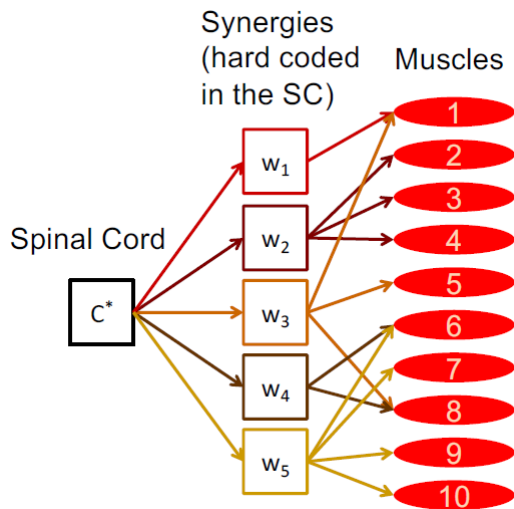 Synergies
(hard coded
in the SC)
Muscles
Spinal Cord
C*
w1
w2
w3
w4
w5
1
2
3
4
5
6
7
8
9
10